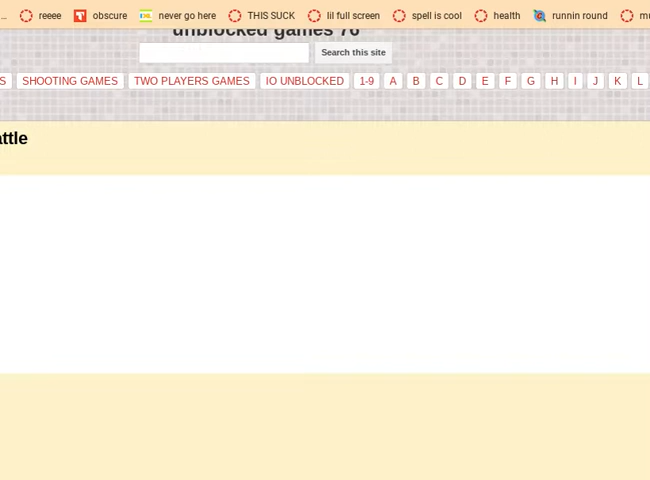 ... reeee obscure never go here THIS SUCK lil full screen spell is cool health runnin round
unblocked games 76
Search this site
S SHOOTING GAMES TWO PLAYERS GAMES IO UNBLOCKED 1-9 A B C D E F G H I J K L
attle